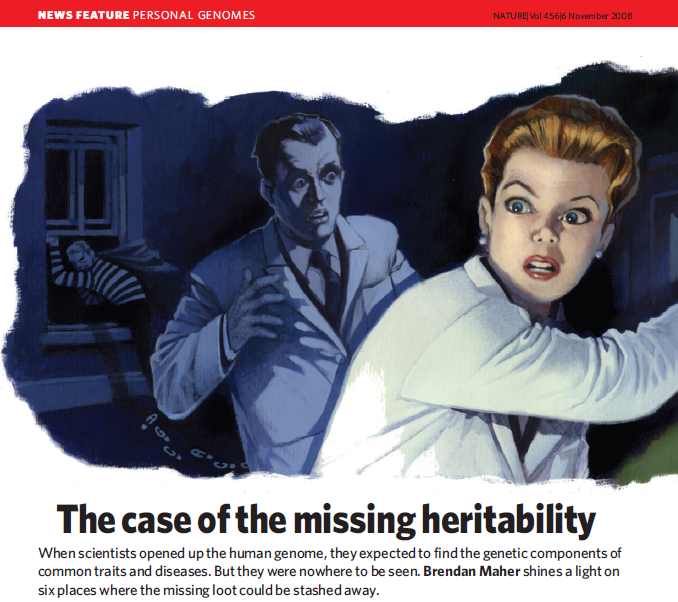 NEWS FEATURE PERSONAL GENOMES
NATURE|Vol 456|6 November 2008
A G C A G C
The case of the missing heritability
When scientists opened up the human genome, they expected to find the genetic components of
common traits and diseases. But they were nowhere to be seen. Brendan Maher shines a light on
six places where the missing loot could be stashed away.